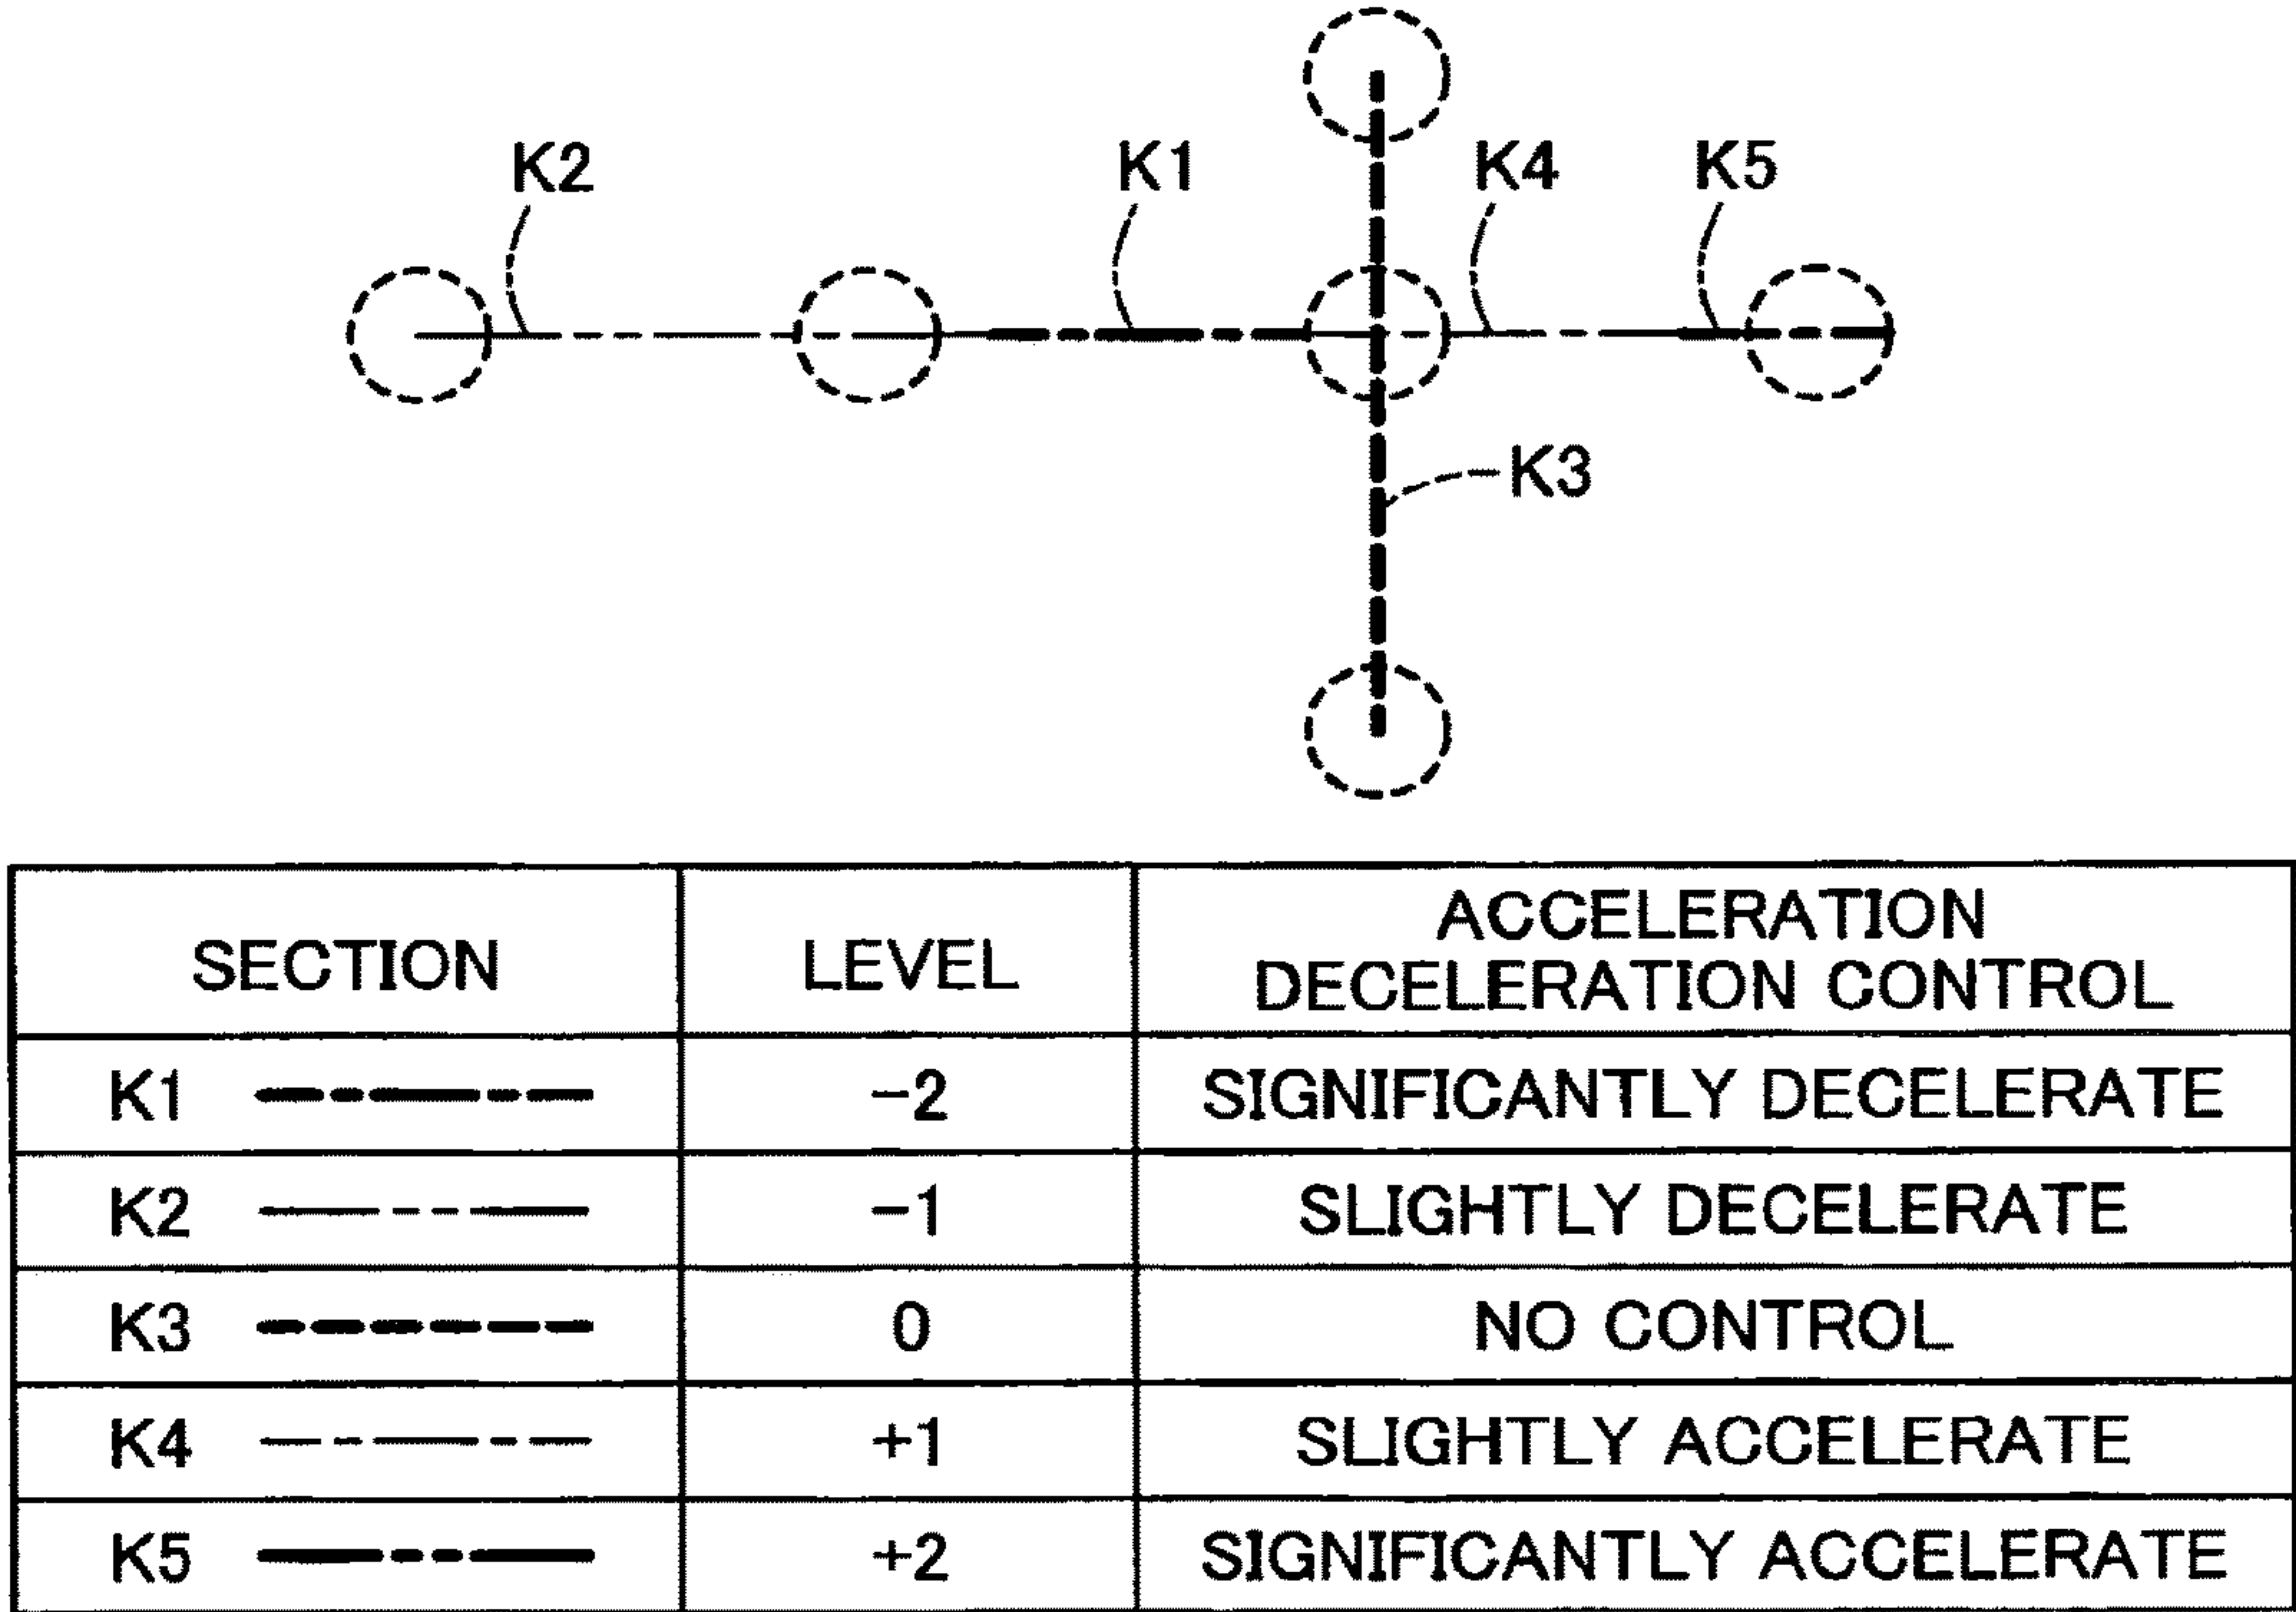 K2
K1
K4
K5
K3
SECTION
LEVEL
ACCELERATION
DECELERATION CONTROL
K1
−2
SIGNIFICANTLY DECELERATE
K2
−1
SLIGHTLY DECELERATE
K3
0
NO CONTROL
K4
+1
SLIGHTLY ACCELERATE
K5
+2
SIGNIFICANTLY ACCELERATE